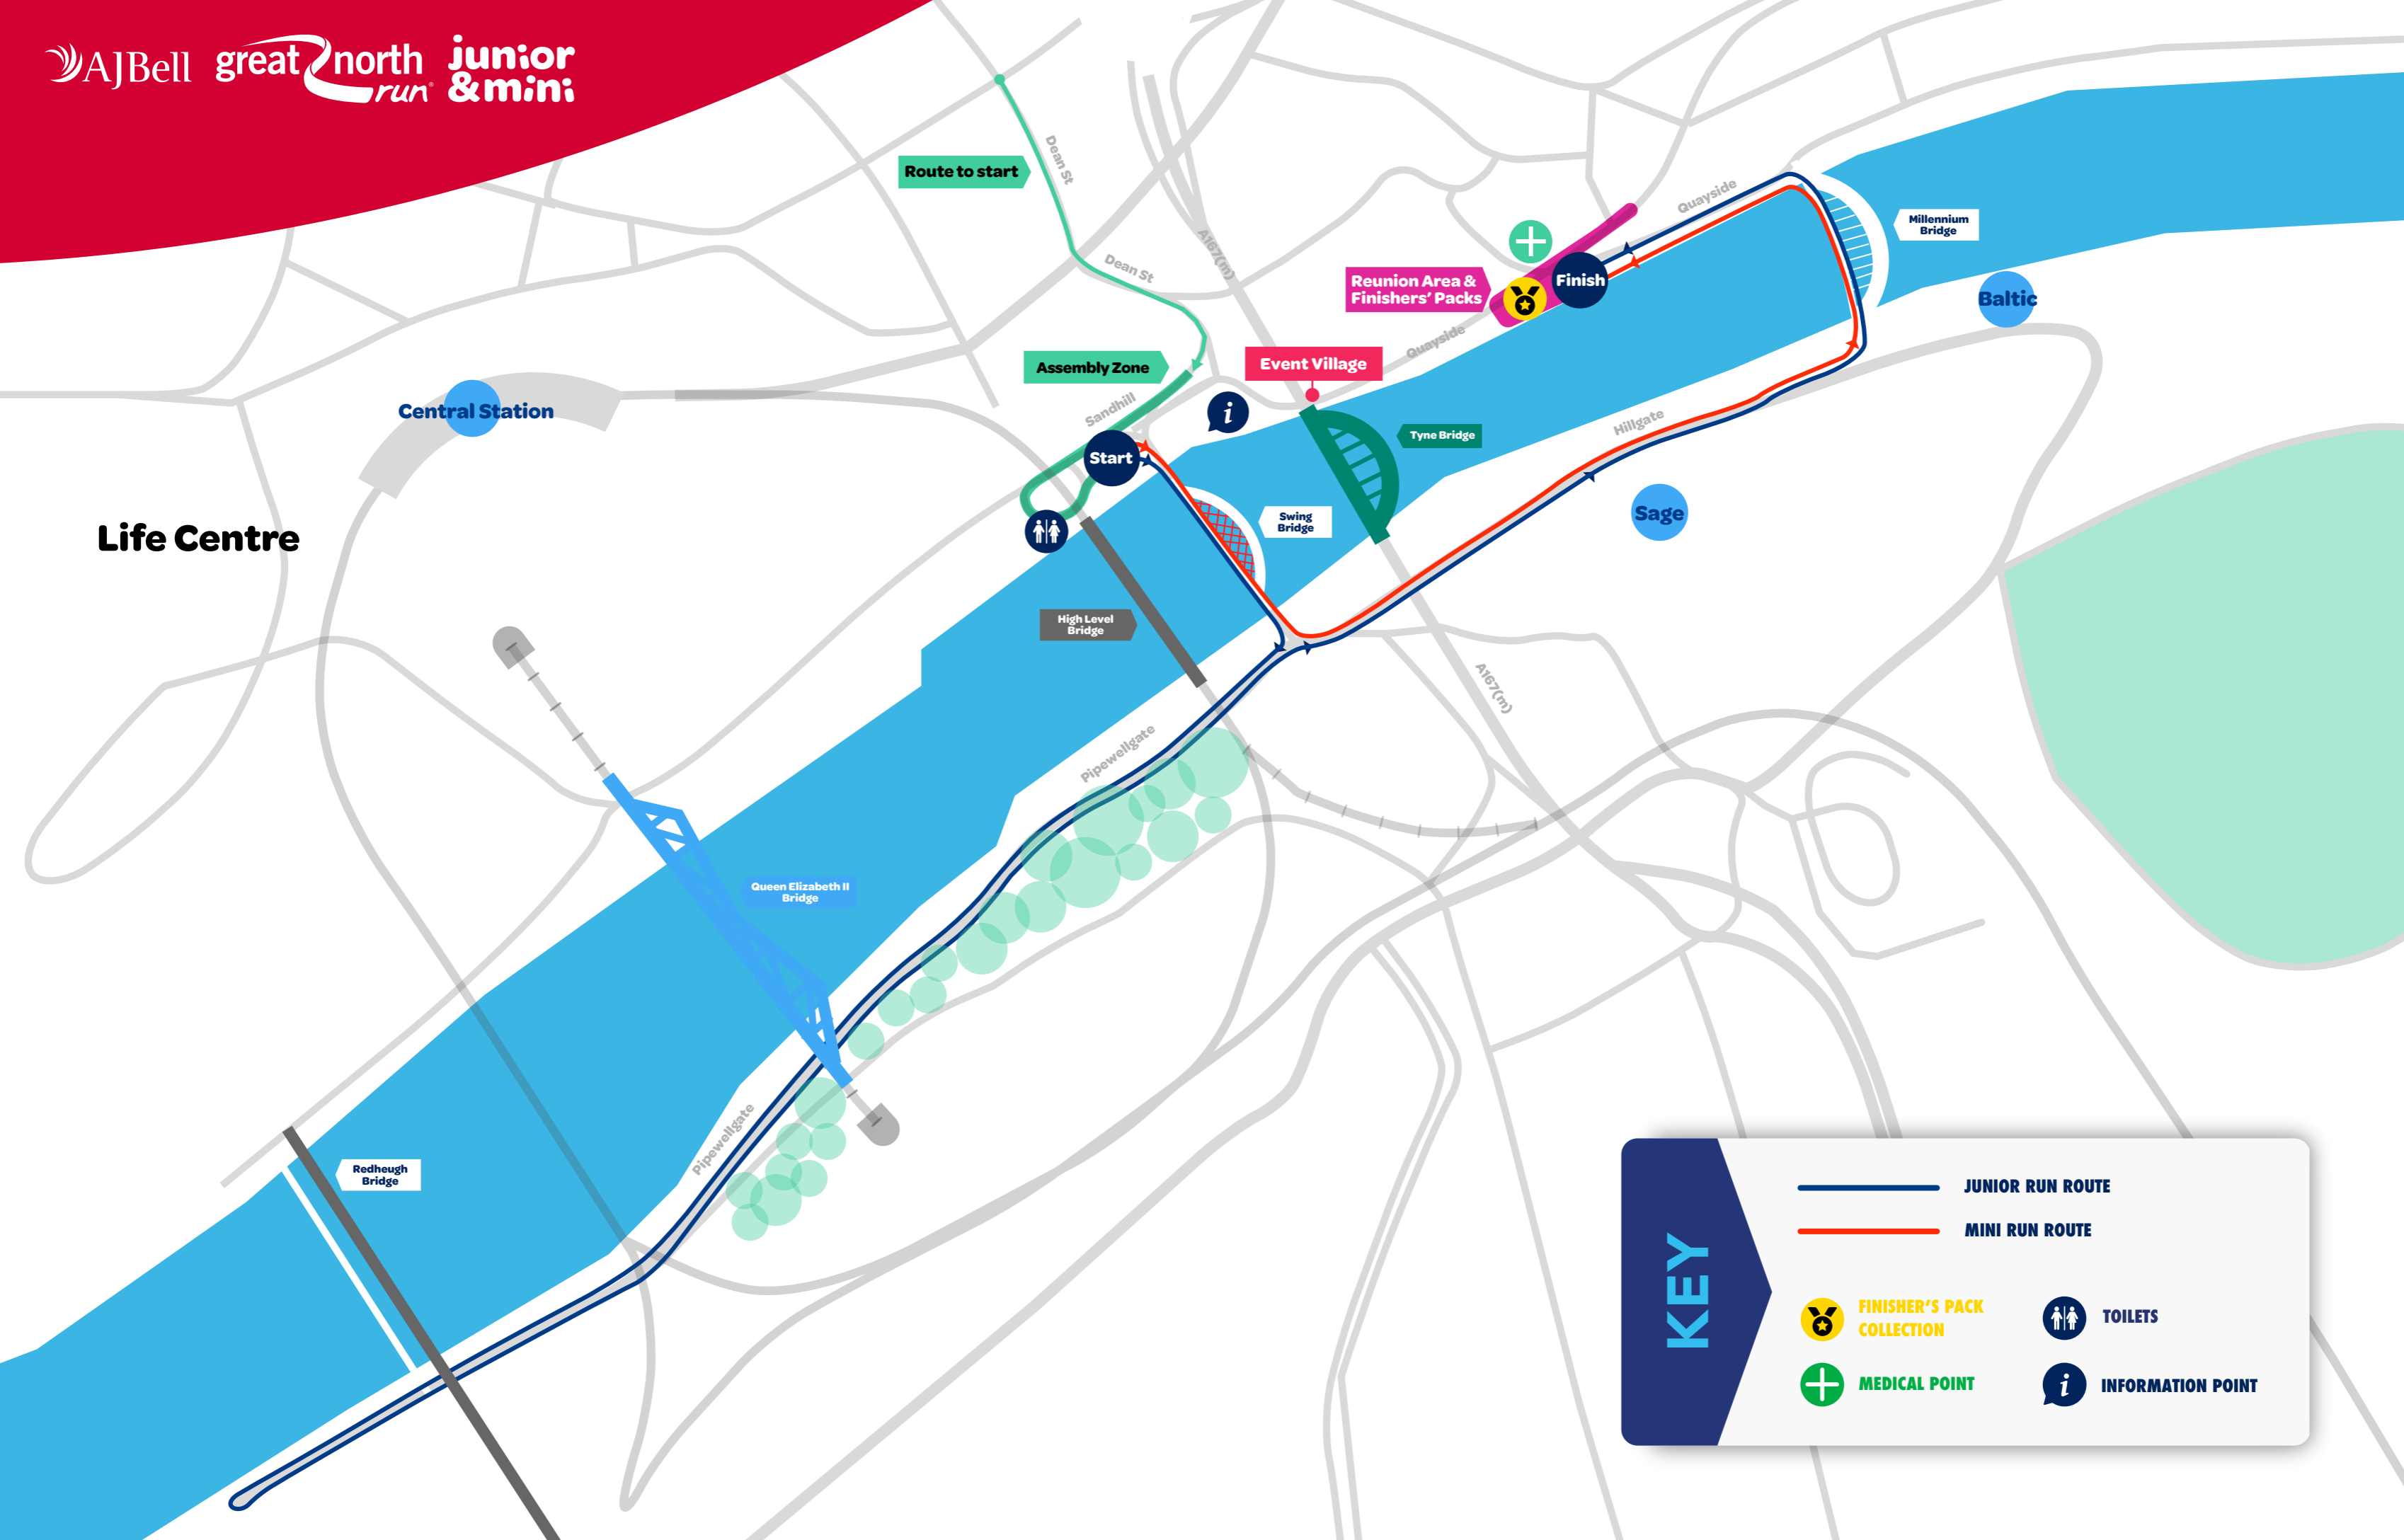 AJBell great north run® junior & mini
Dean St
Route to start
Quayside
Millennium
Bridge
A167(m)
Dean St
Reunion Area &
Finishers' Packs
Finish
Baltic
Quayside
Event Village
Assembly Zone
Central Station
Sandhill
i
Hillgate
Tyne Bridge
Start
Sage
Swing
Bridge
Life Centre
High Level
Bridge
A167(m)
Pipewellgate
Queen Elizabeth II
Bridge
Pipewellgate
Redheugh
Bridge
KEY
JUNIOR RUN ROUTE
MINI RUN ROUTE
FINISHER'S PACK
COLLECTION
TOILETS
MEDICAL POINT
i
INFORMATION POINT